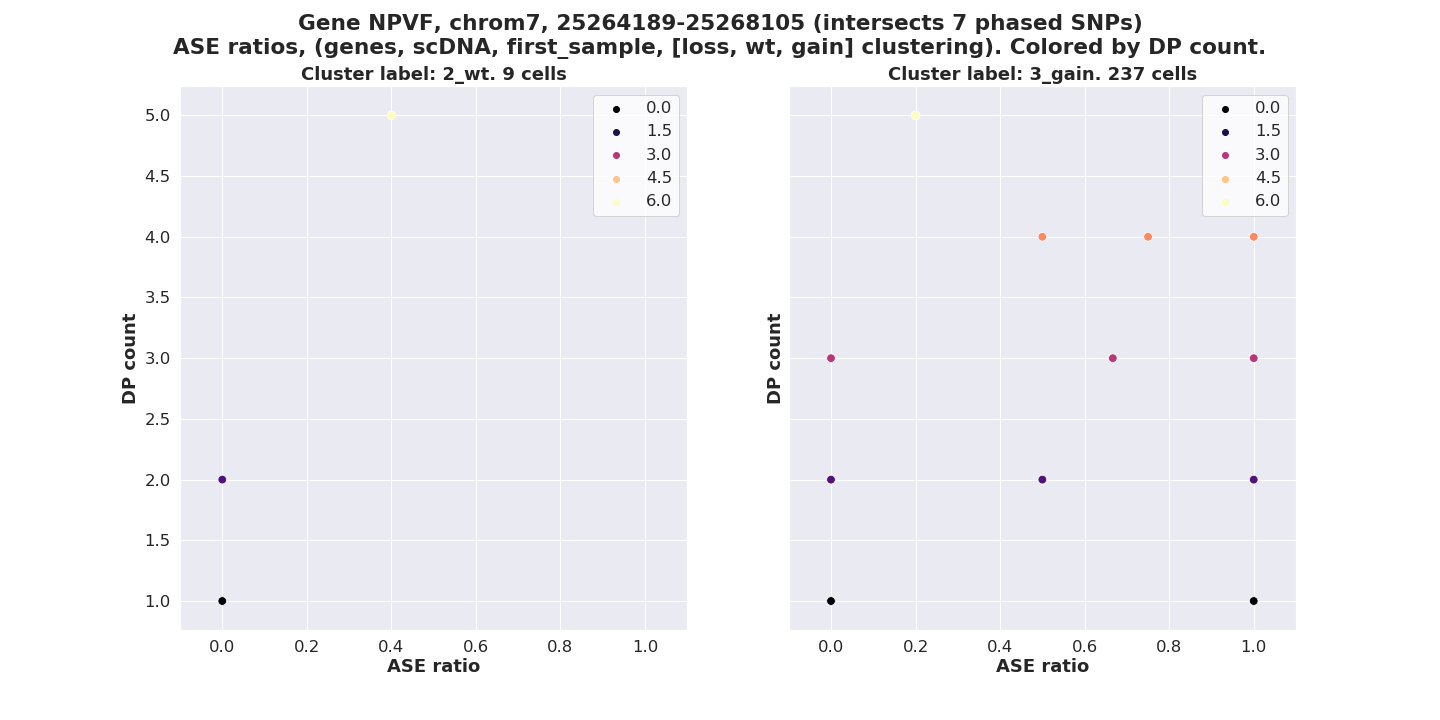 Gene NPVF, chrom7, 25264189-25268105 (intersects 7 phased SNPs)
ASE ratios, (genes, scDNA, first_sample, [loss, wt, gain] clustering). Colored by DP count.
Cluster label: 2_wt. 9 cells
5.0
4.5
4.0
3.5
3.0
2.5
2.0
1.5
1.0
DP count
0.0
1.5
3.0
4.5
6.0
0.0 0.2 0.4 0.6 0.8 1.0
ASE ratio
Cluster label: 3_gain. 237 cells
DP count
0.0
1.5
3.0
4.5
6.0
0.0 0.2 0.4 0.6 0.8 1.0
ASE ratio